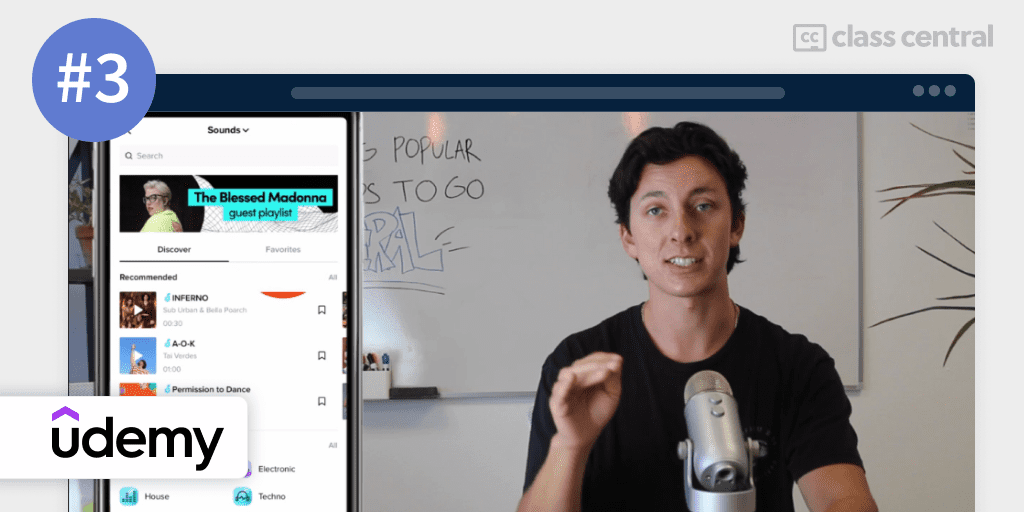 #3
class central
Sounds
Search
The Blessed Madonna
guest playlist
Discover
Favorites
Recommended
All
INFERNO
Sub Urban & Bella Poarch
00:30
A-O-K
Tai Verdes
01:00
Permission to Dance
All
Electronic
House
Techno
POPULAR
TO GO
udemy